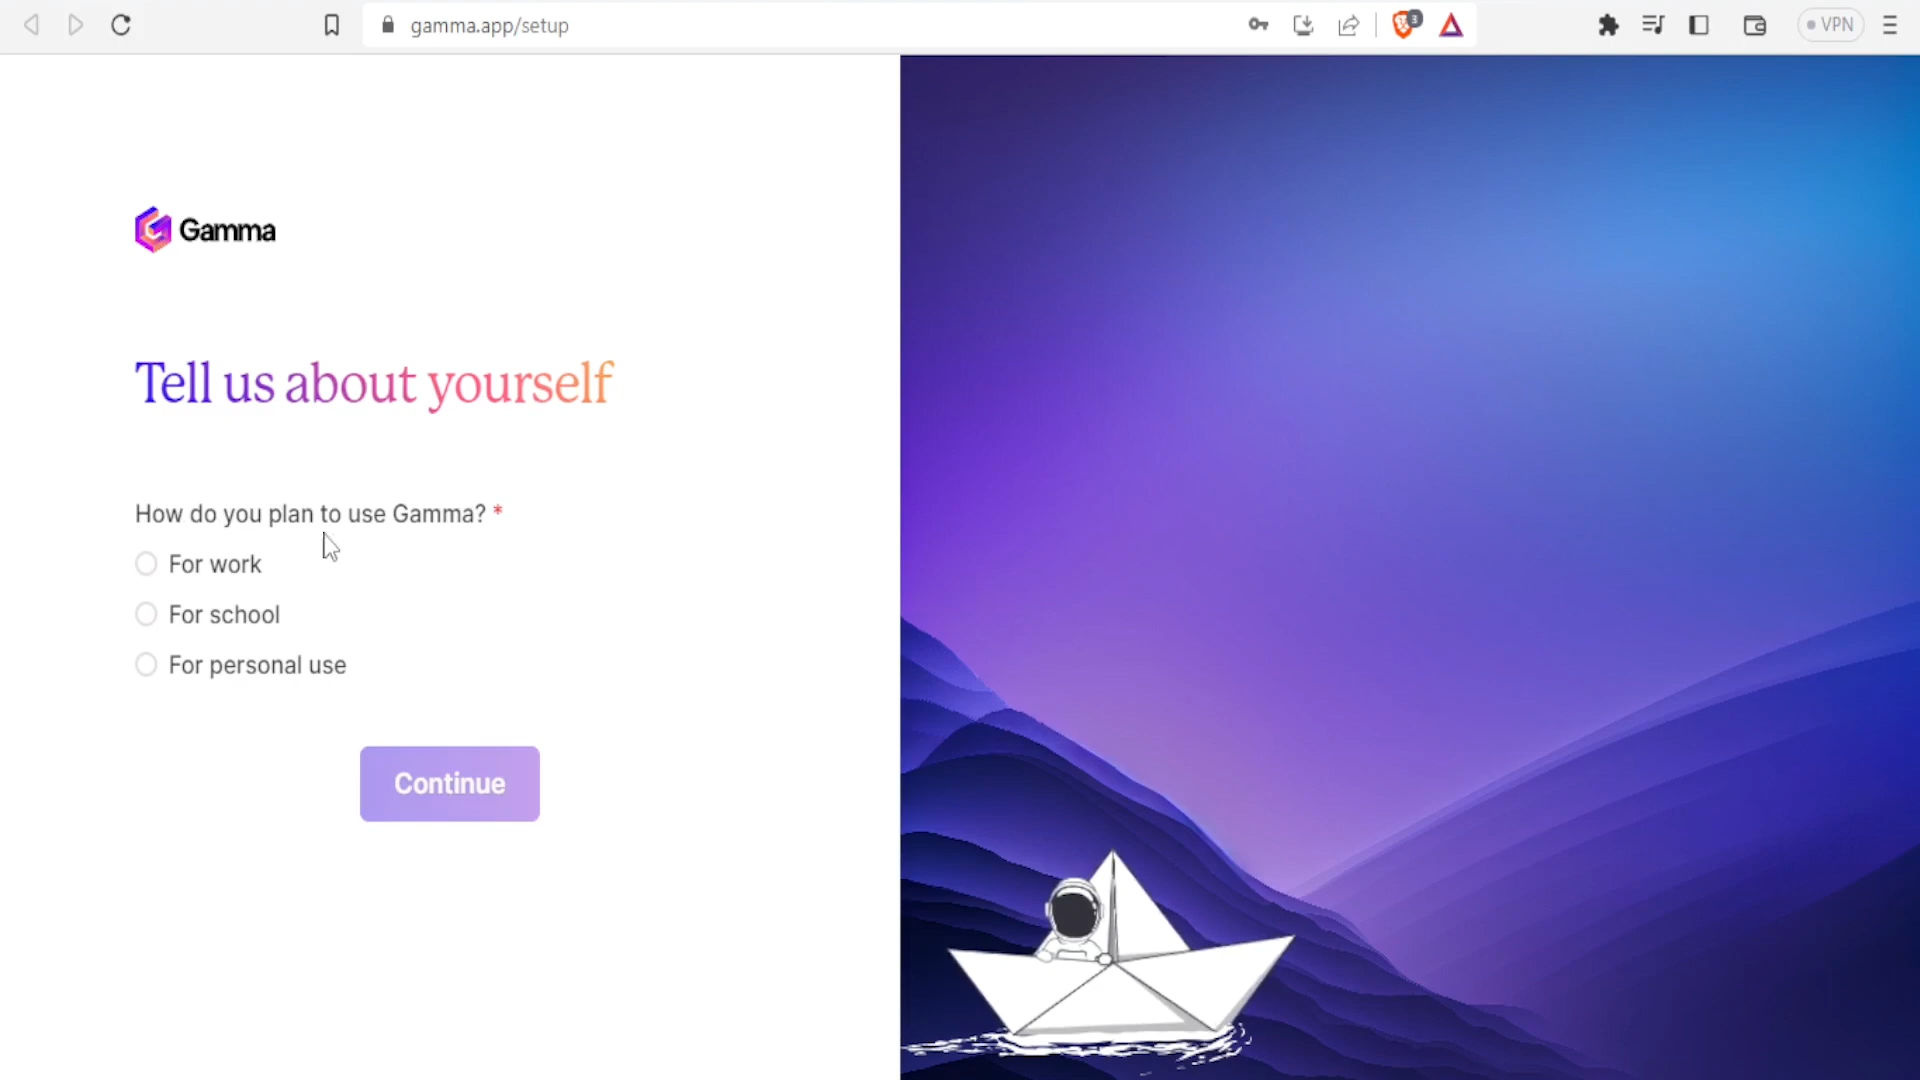 gamma.app/setup
3
VPN
Gamma
Tell us about yourself
How do you plan to use Gamma? *
For work
For school
For personal use
Continue